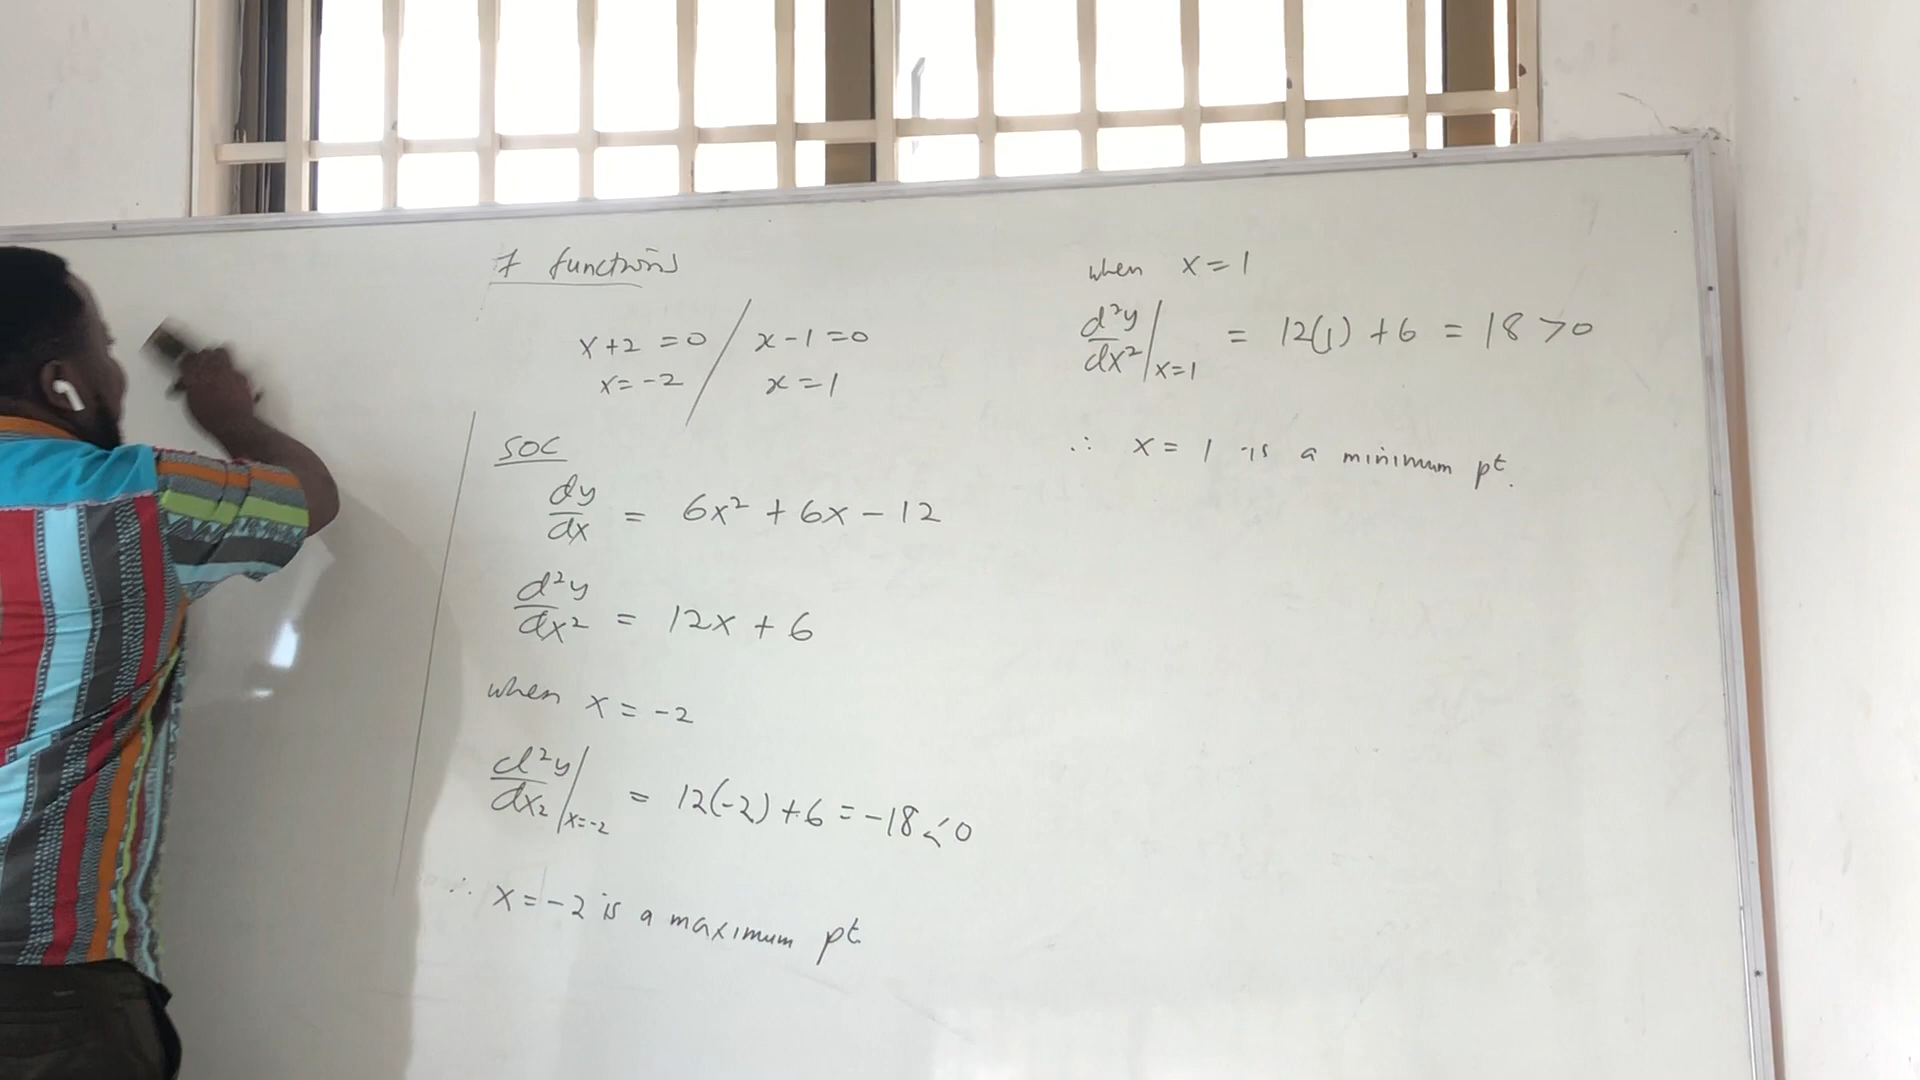 functions
x+2 =0 / x-1=0
x=-2 / x=1
SOC
dy/dx = 6x² + 6x - 12
d²y/dx² = 12x + 6
when x = -2
d²y/dx2 | x=-2 = 12(-2)+6 = -18 < 0
∴ x=-2 is a maximum pt.
when x=1
d²y/dx² | x=1 = 12(1) +6 = 18 >0
∴ x = 1 is a minimum pt.